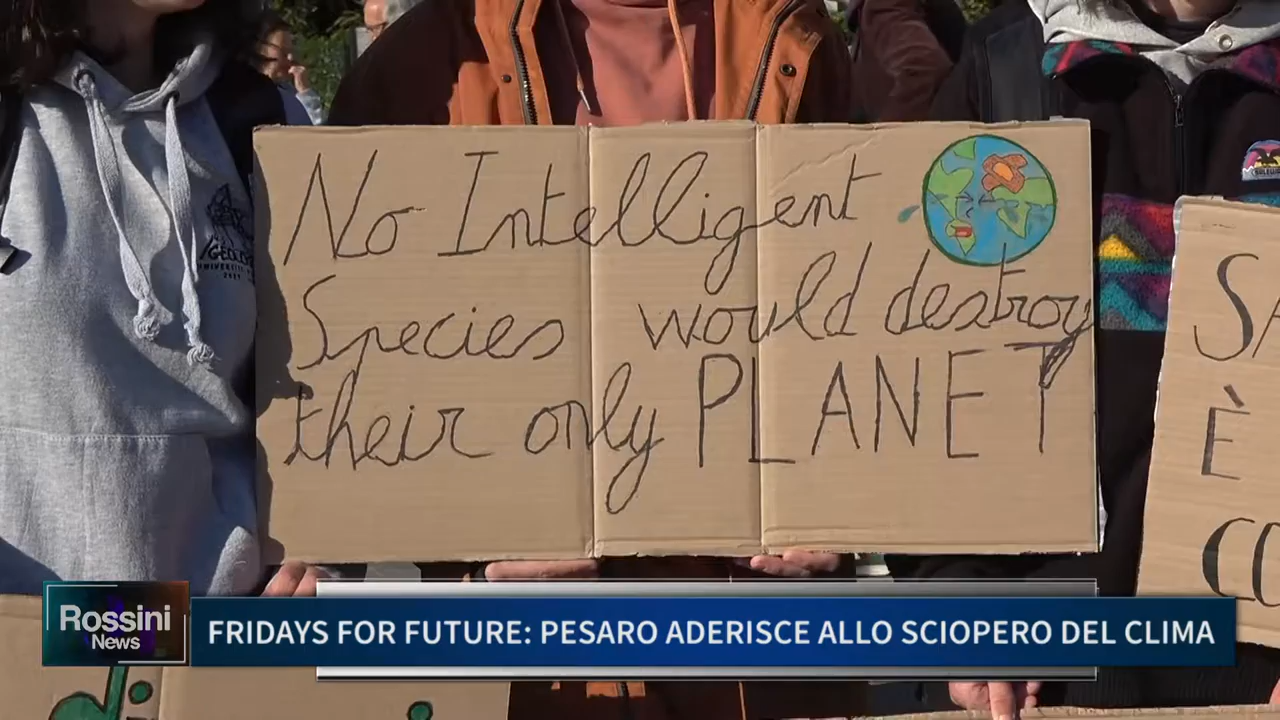 No Intelligent
Species would destroy
their only PLANET
È
Rossini
News
FRIDAYS FOR FUTURE: PESARO ADERISCE ALLO SCIOPERO DEL CLIMA